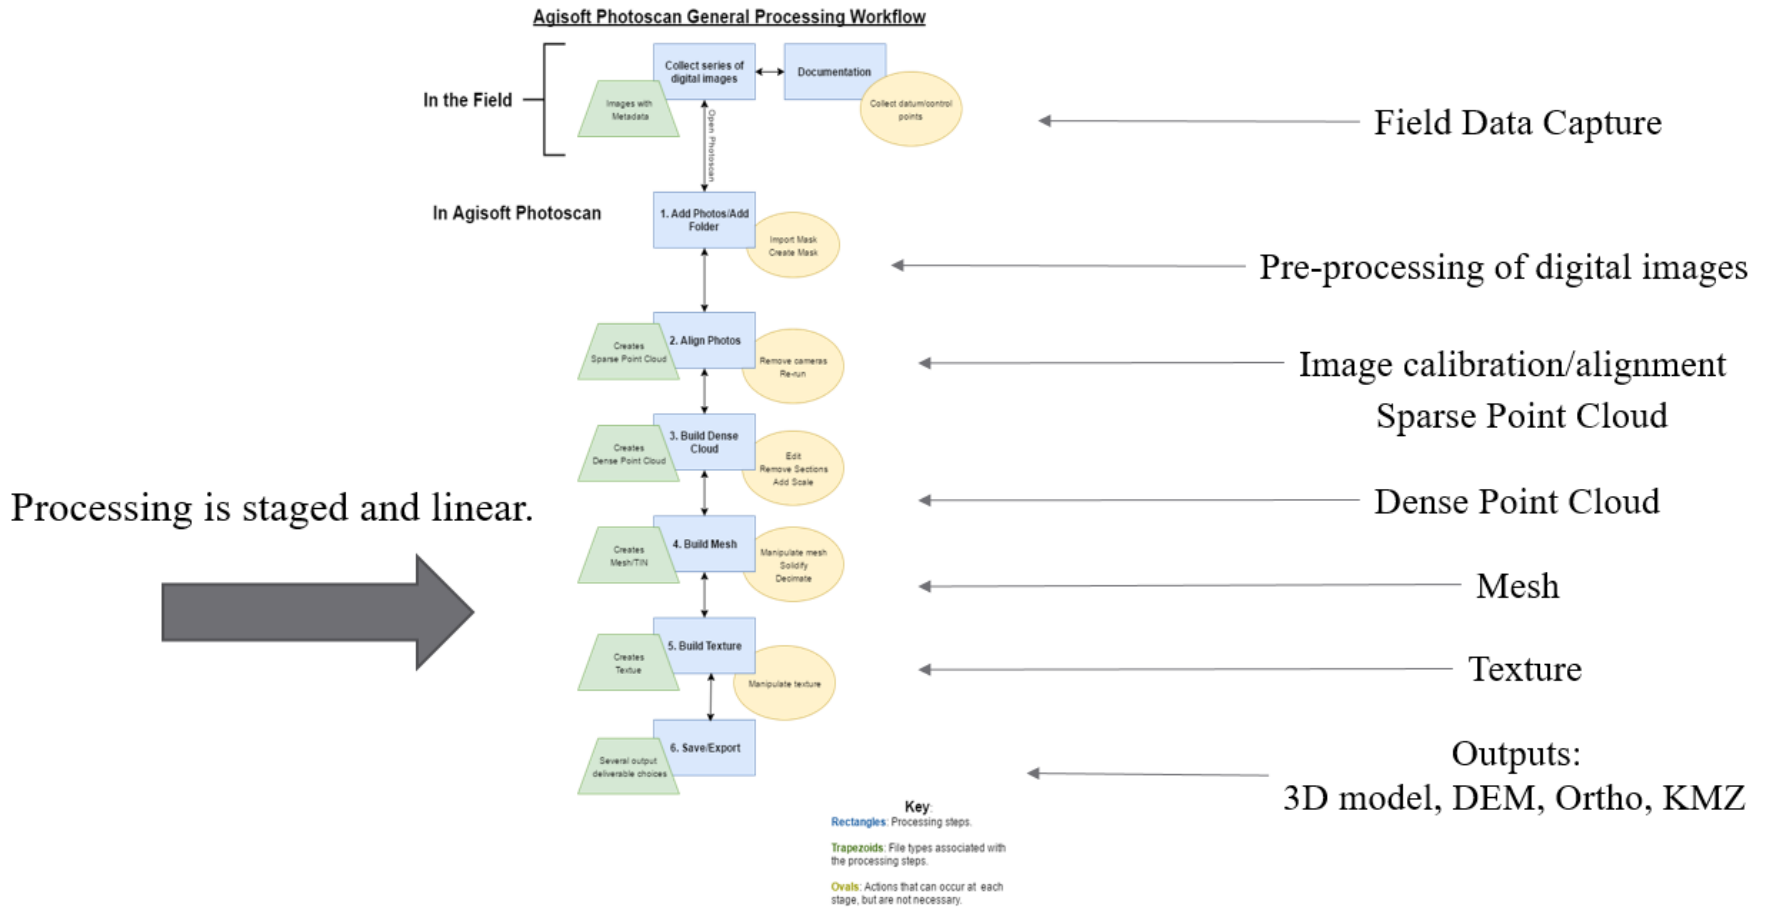 Agisoft Photoscan General Processing Workflow
In the Field
Collect series of
digital images
Documentation
Images with
Metadata
Collect datum/control
points
Open Photoscan
Field Data Capture
In Agisoft Photoscan
1. Add Photos/Add
Folder
Import Mask
Create Mask
Pre-processing of digital images
2. Align Photos
Creates
Sparse Point Cloud
Remove cameras
Re-run
Image calibration/alignment
Sparse Point Cloud
3. Build Dense
Cloud
Creates
Dense Point Cloud
Edit
Remove Sections
Add Scale
Dense Point Cloud
Processing is staged and linear.
4. Build Mesh
Creates
Mesh/TIN
Manipulate mesh
Solidify
Decimate
Mesh
5. Build Texture
Creates
Textue
Manipulate texture
Texture
6. Save/Export
Several output
deliverable choices
Outputs:
3D model, DEM, Ortho, KMZ
Key:
Rectangles: Processing steps.
Trapezoids: File types associated with
the processing steps.
Ovals: Actions that can occur at each
stage, but are not necessary.